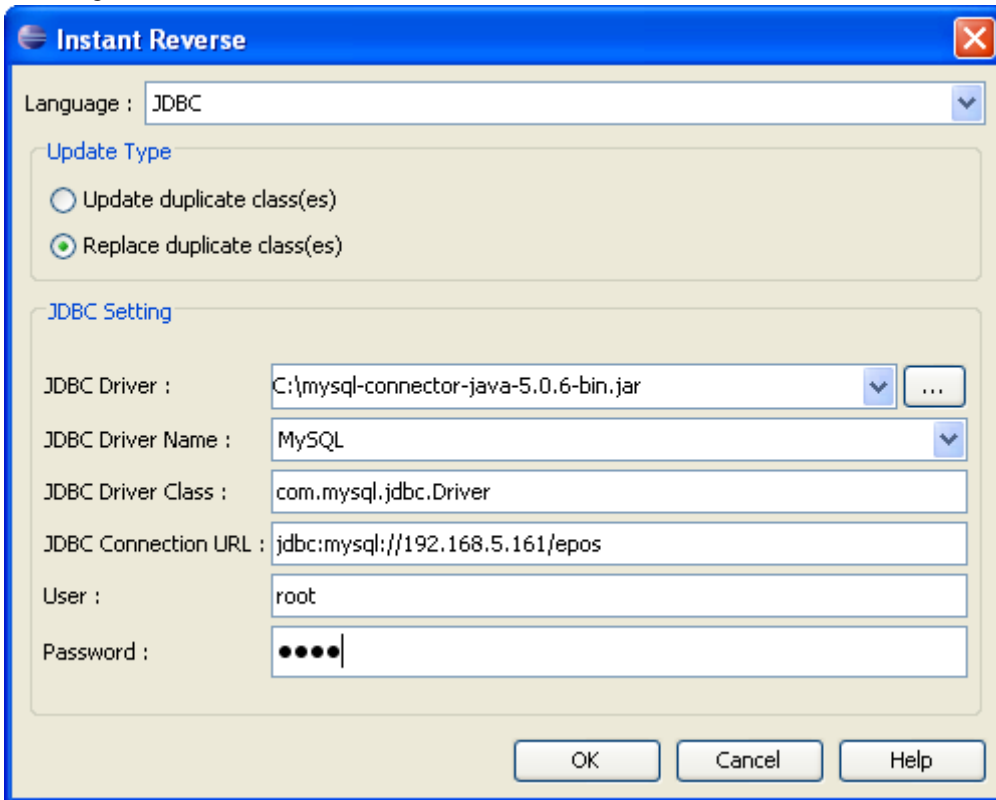 Instant Reverse
Language : JDBC
Update Type
Update duplicate class(es)
Replace duplicate class(es)
JDBC Setting
JDBC Driver : C:\mysql-connector-java-5.0.6-bin.jar ...
JDBC Driver Name : MySQL
JDBC Driver Class : com.mysql.jdbc.Driver
JDBC Connection URL : jdbc:mysql://192.168.5.161/epos
User : root
Password : ●●●●
OK Cancel Help